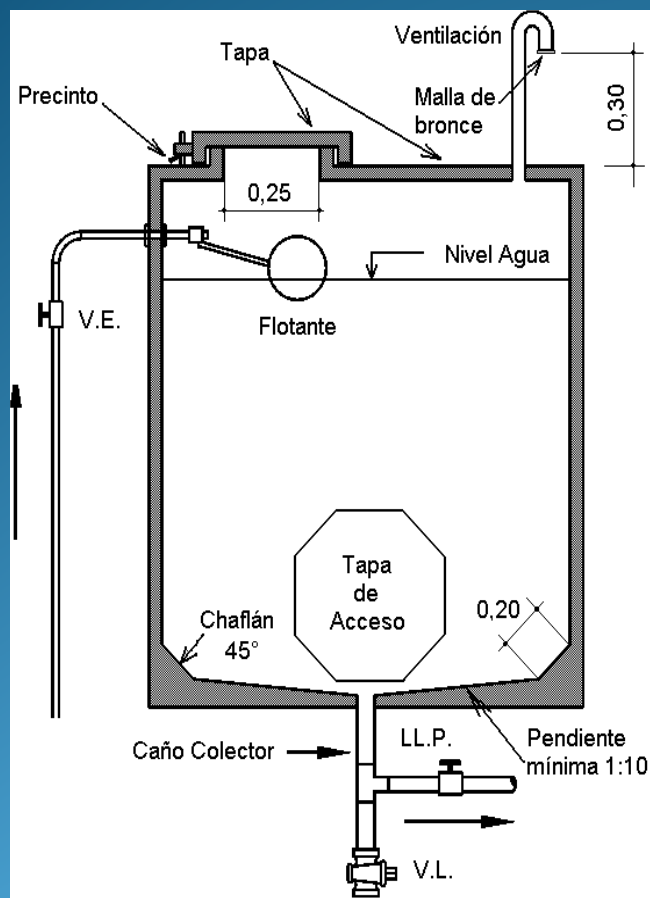 Ventilación
Tapa
Precinto
Malla de
bronce
0,30
0,25
Nivel Agua
V.E.
Flotante
Tapa
de
Acceso
0,20
Chaflán
45°
Caño Colector
LL.P.
Pendiente
mínima 1:10
V.L.